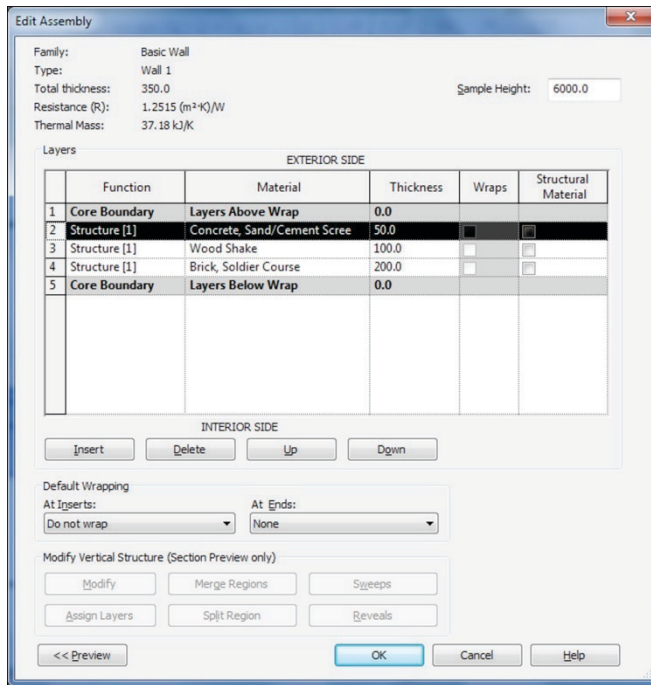 Edit Assembly
Family: Basic Wall
Type: Wall 1
Total thickness: 350.0 Sample Height: 6000.0
Resistance (R): 1.2515 (m²·K)/W
Thermal Mass: 37.18 kJ/K
Layers
EXTERIOR SIDE
Function Material Thickness Wraps Structural Material
1 Core Boundary Layers Above Wrap 0.0
2 Structure [1] Concrete, Sand/Cement Scree 50.0
3 Structure [1] Wood Shake 100.0
4 Structure [1] Brick, Soldier Course 200.0
5 Core Boundary Layers Below Wrap 0.0
INTERIOR SIDE
Insert Delete Up Down
Default Wrapping
At Inserts: At Ends:
Do not wrap None
Modify Vertical Structure (Section Preview only)
Modify Merge Regions Sweeps
Assign Layers Split Region Reveals
<< Preview OK Cancel Help